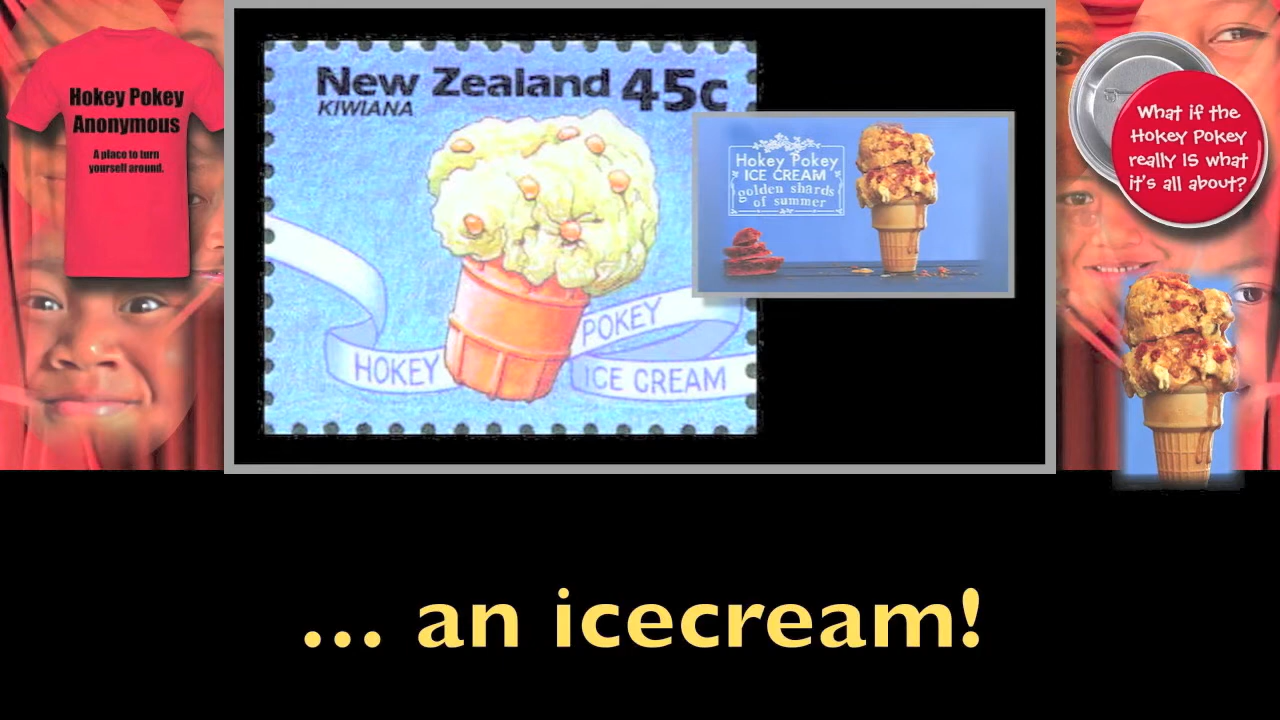 Hokey Pokey
Anonymous
A place to turn
yourself around.
New Zealand 45c
KIWIANA
HOKEY
POKEY
ICE CREAM
Hokey Pokey
ICE CREAM
golden shards
of summer
What if the
Hokey Pokey
really IS what
it's all about?
... an icecream!